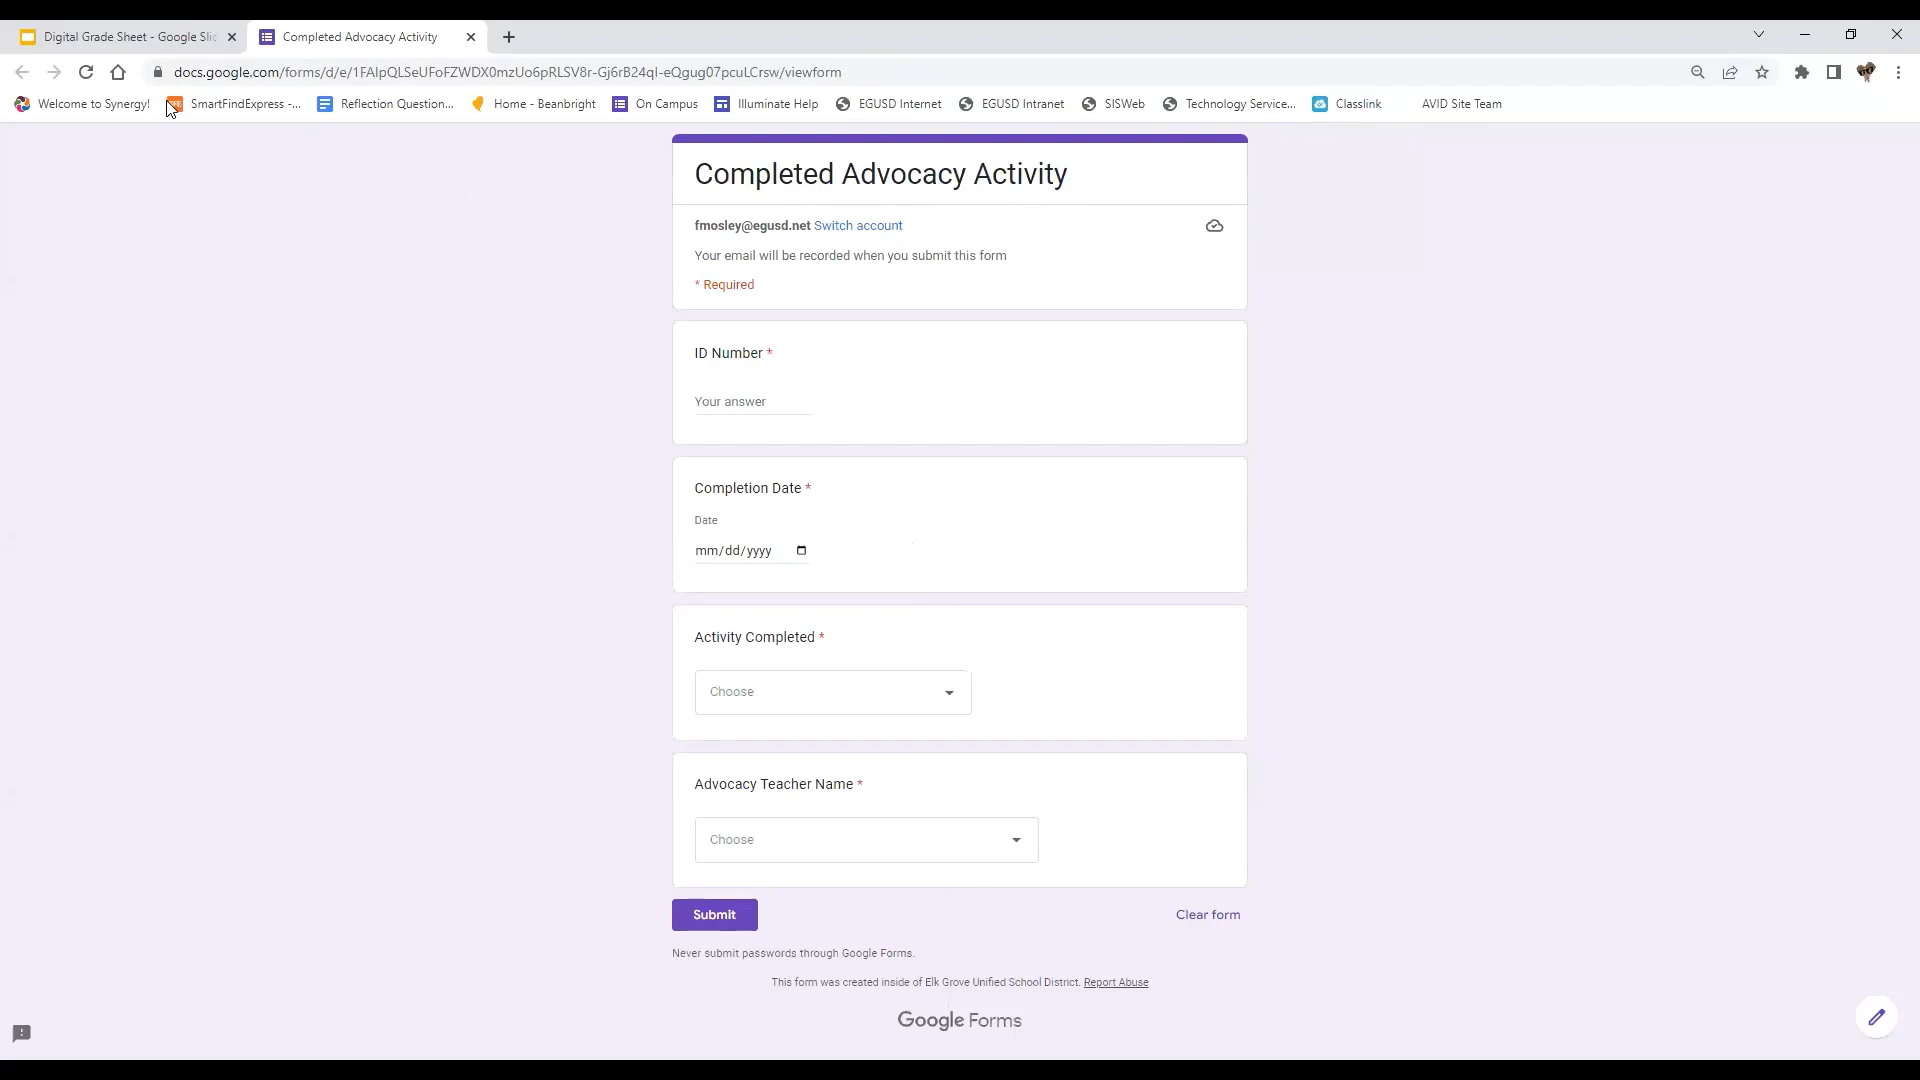 Digital Grade Sheet - Google Slid
Completed Advocacy Activity
docs.google.com/forms/d/e/1FAIpQLSeUFoFZWDX0mzUo6pRLSV8r-Gj6rB24qI-eQgug07pcuLCrsw/viewform
Welcome to Synergy!
SmartFindExpress -...
Reflection Question...
Home - Beanbright
On Campus
Illuminate Help
EGUSD Internet
EGUSD Intranet
SISWeb
Technology Service...
Classlink
AVID Site Team
Completed Advocacy Activity
fmosley@egusd.net Switch account
Your email will be recorded when you submit this form
* Required
ID Number *
Your answer
Completion Date *
Date
mm/dd/yyyy
Activity Completed *
Choose
Advocacy Teacher Name *
Choose
Submit
Clear form
Never submit passwords through Google Forms.
This form was created inside of Elk Grove Unified School District. Report Abuse
Google Forms